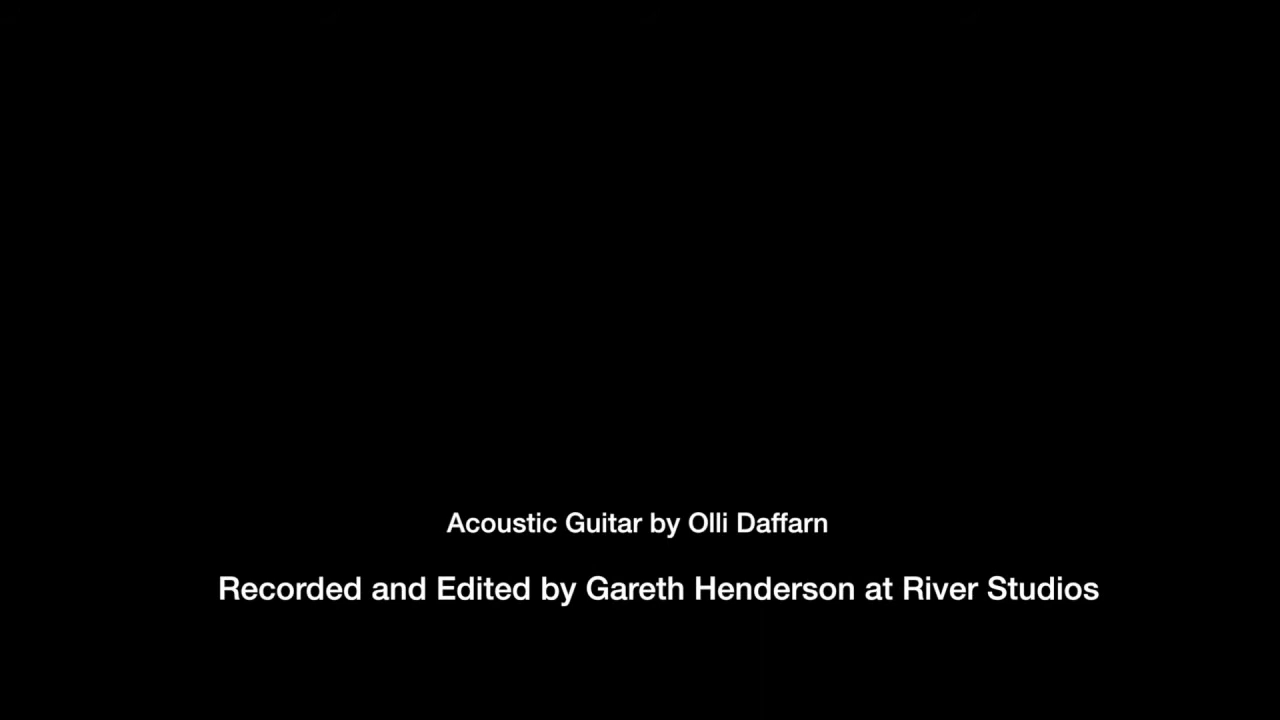 Acoustic Guitar by Olli Daffarn
Recorded and Edited by Gareth Henderson at River Studios